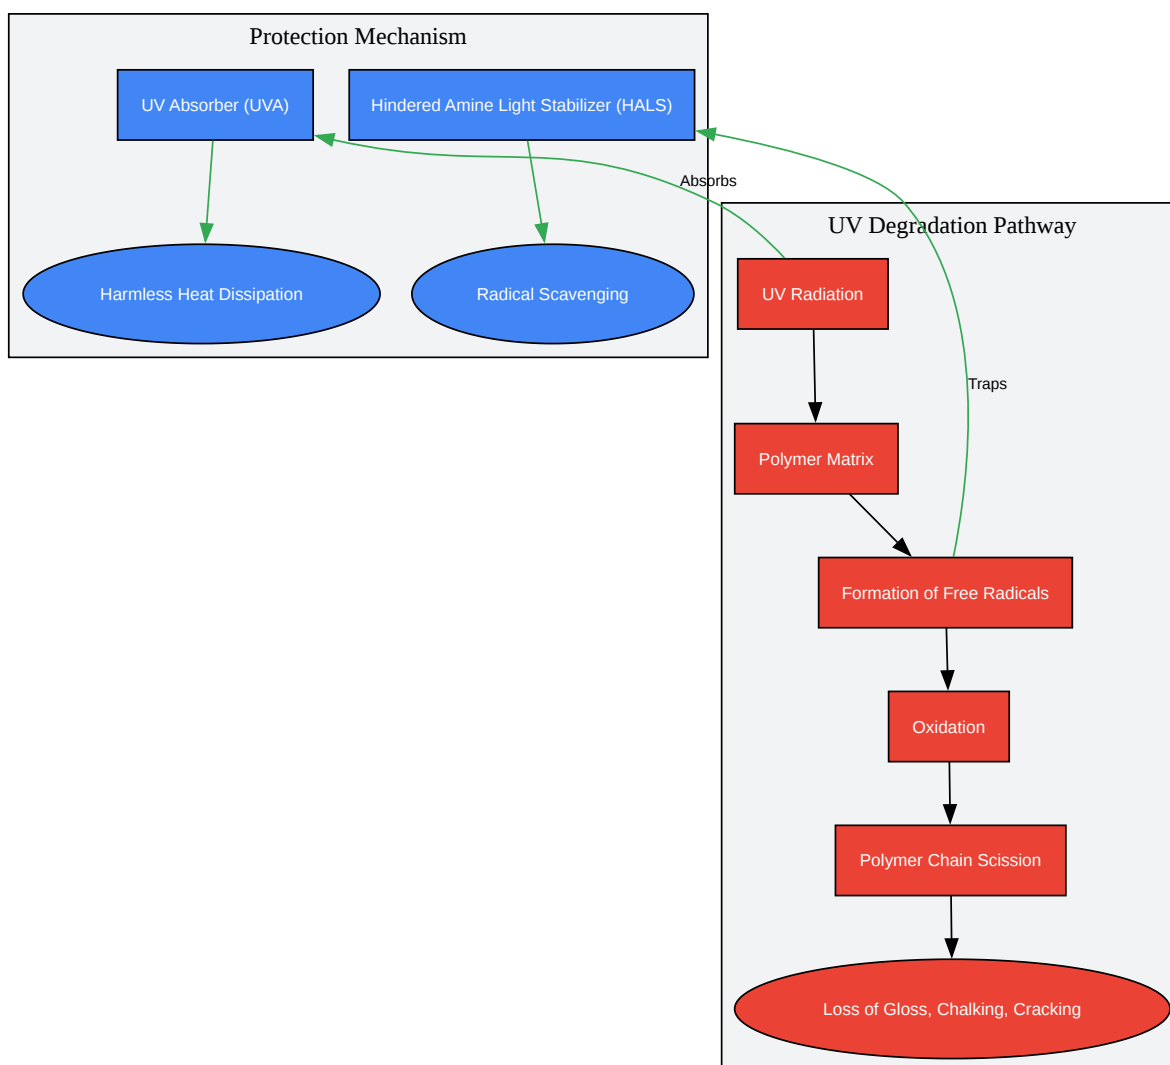 Protection Mechanism
UV Absorber (UVA)
Hindered Amine Light Stabilizer (HALS)
Absorbs
Harmless Heat Dissipation
Radical Scavenging
UV Degradation Pathway
UV Radiation
Traps
Polymer Matrix
Formation of Free Radicals
Oxidation
Polymer Chain Scission
Loss of Gloss, Chalking, Cracking